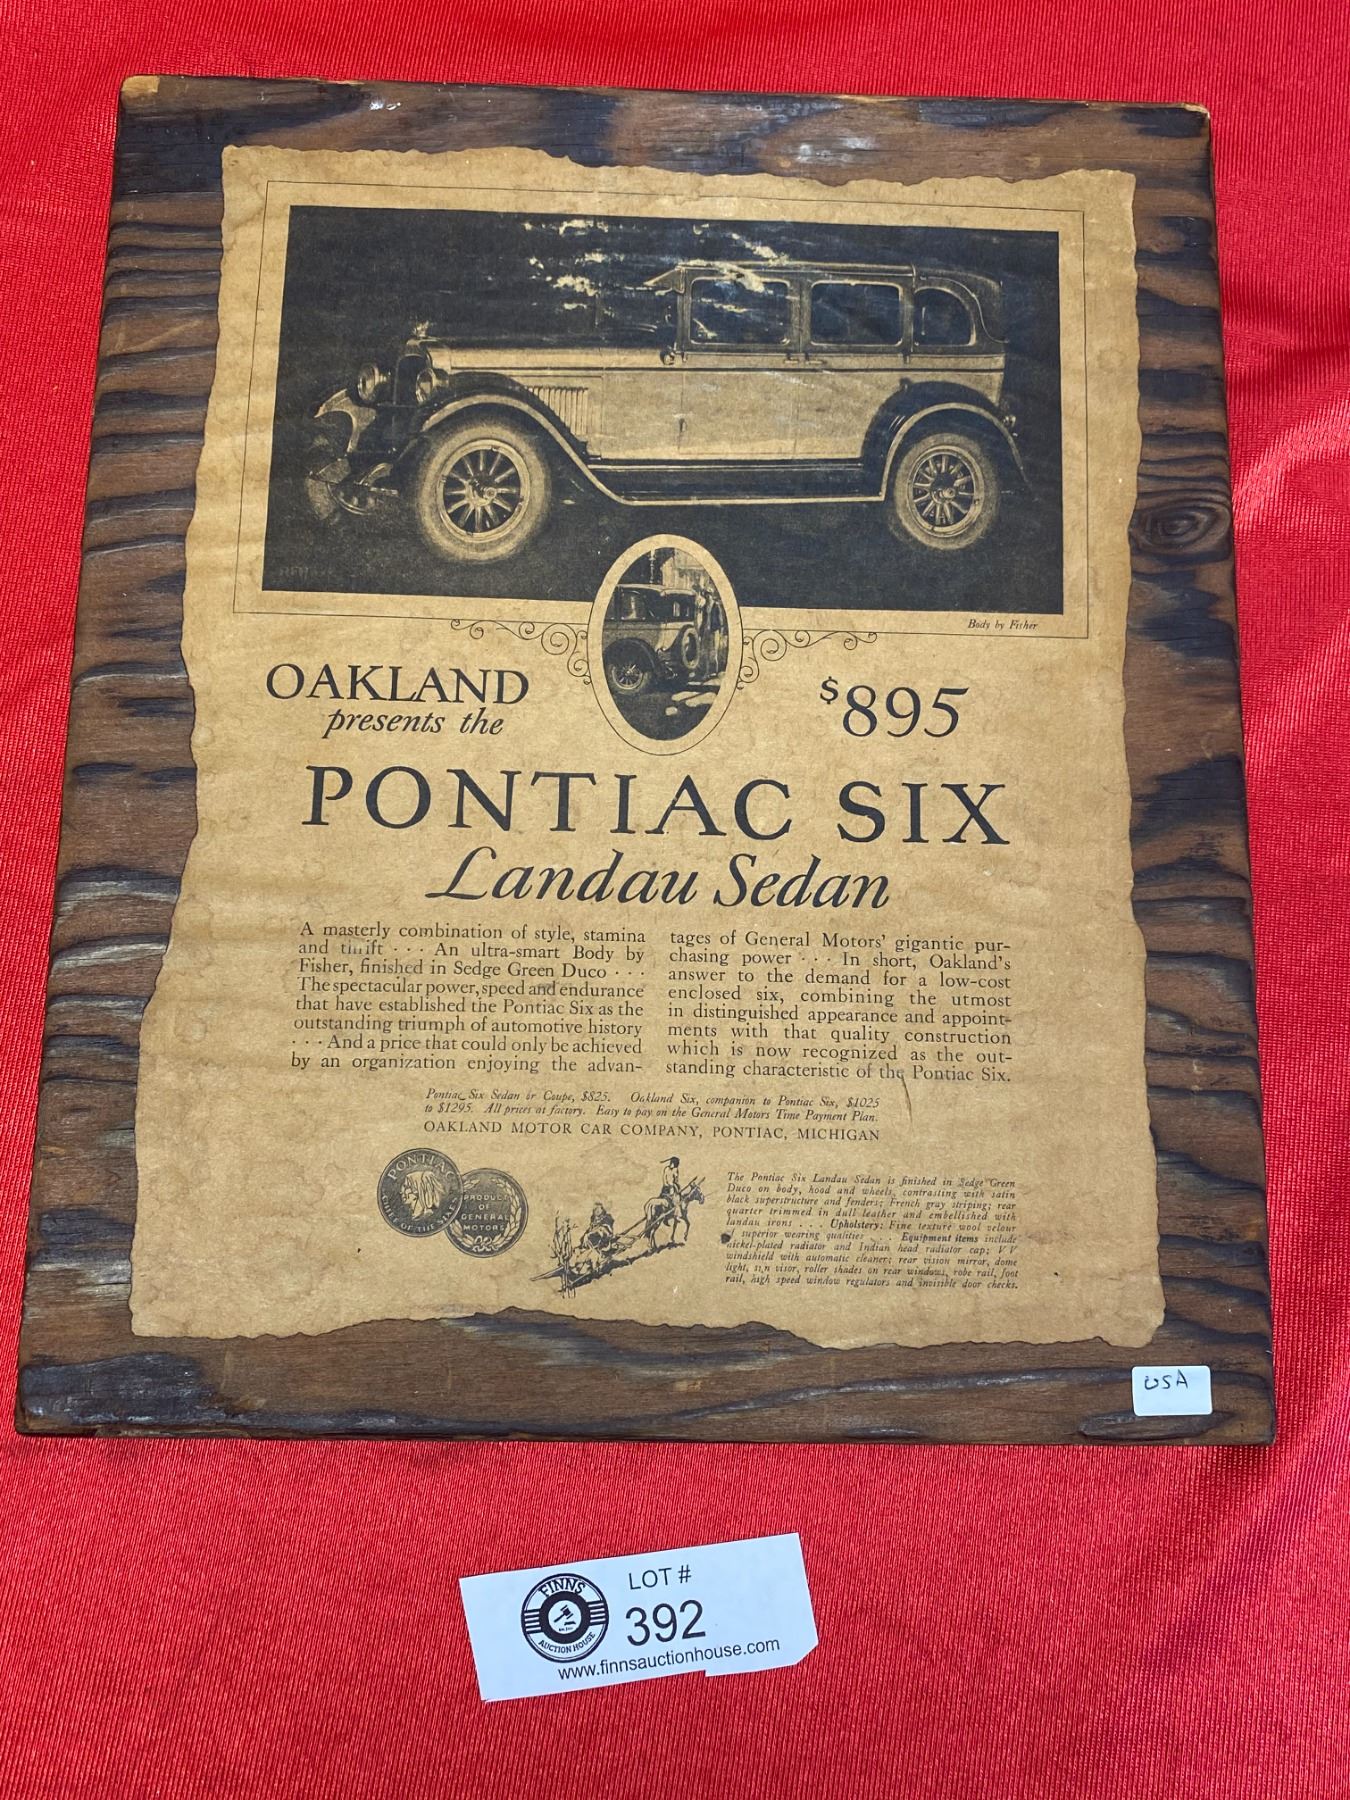 Body by Fisher
OAKLAND
presents the
$895
PONTIAC SIX
Landau Sedan
A masterly combination of style, stamina
and thrift · · · An ultra-smart Body by
Fisher, finished in Sedge Green Duco · · ·
The spectacular power, speed and endurance
that have established the Pontiac Six as the
outstanding triumph of automotive history
· · · And a price that could only be achieved
by an organization enjoying the advan-
tages of General Motors' gigantic pur-
chasing power · · · In short, Oakland's
answer to the demand for a low-cost
enclosed six, combining the utmost
in distinguished appearance and appoint-
ments with that quality construction
which is now recognized as the out-
standing characteristic of the Pontiac Six.
Pontiac Six Sedan or Coupe, $825. Oakland Six, companion to Pontiac Six, $1025
to $1295. All prices at factory. Easy to pay on the General Motors Time Payment Plan.
OAKLAND MOTOR CAR COMPANY, PONTIAC, MICHIGAN
PONTIAC
CHIEF OF THE SIXES
PRODUCT
OF
GENERAL
MOTORS
The Pontiac Six Landau Sedan is finished in Sedge Green
Duco on body, hood and wheels, contrasting with satin
black superstructure and fenders; French gray striping; rear
quarter trimmed in dull leather and embellished with
landau irons . . . Upholstery: Fine texture wool velour
of superior wearing qualities . . . Equipment items include:
nickel-plated radiator and Indian head radiator cap; VV
windshield with automatic cleaner; rear vision mirror, dome
light, sun visor, roller shades on rear windows, robe rail, foot
rail, high speed window regulators and invisible door checks.
USA
FINNS
AUCTION HOUSE
LOT #
392
www.finnsauctionhouse.com